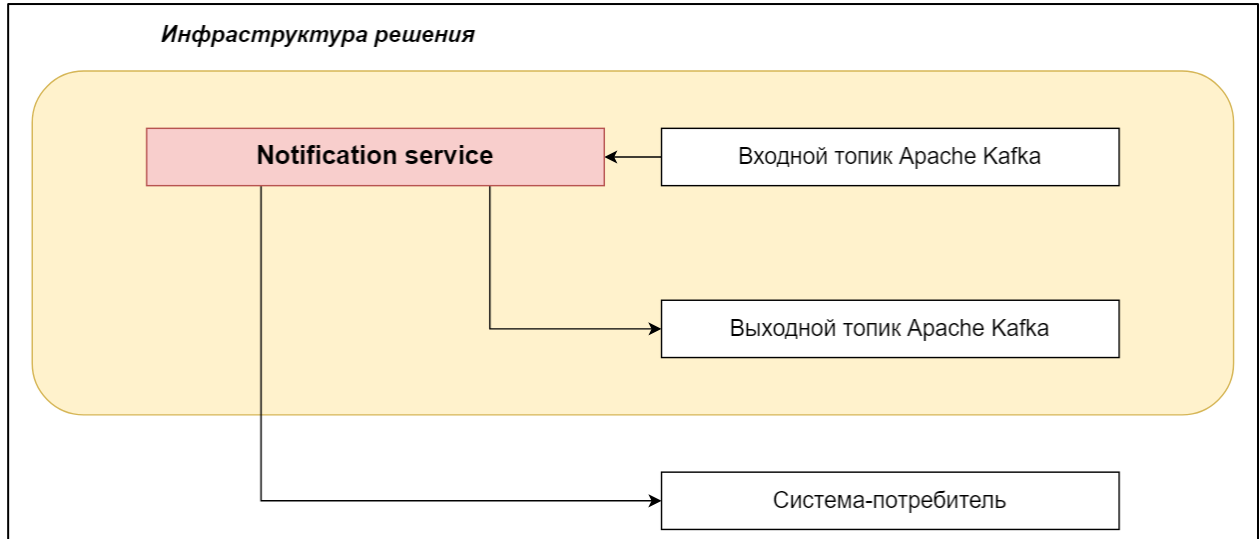 Инфраструктура решения
Notification service
Входной топик Apache Kafka
Выходной топик Apache Kafka
Система-потребитель